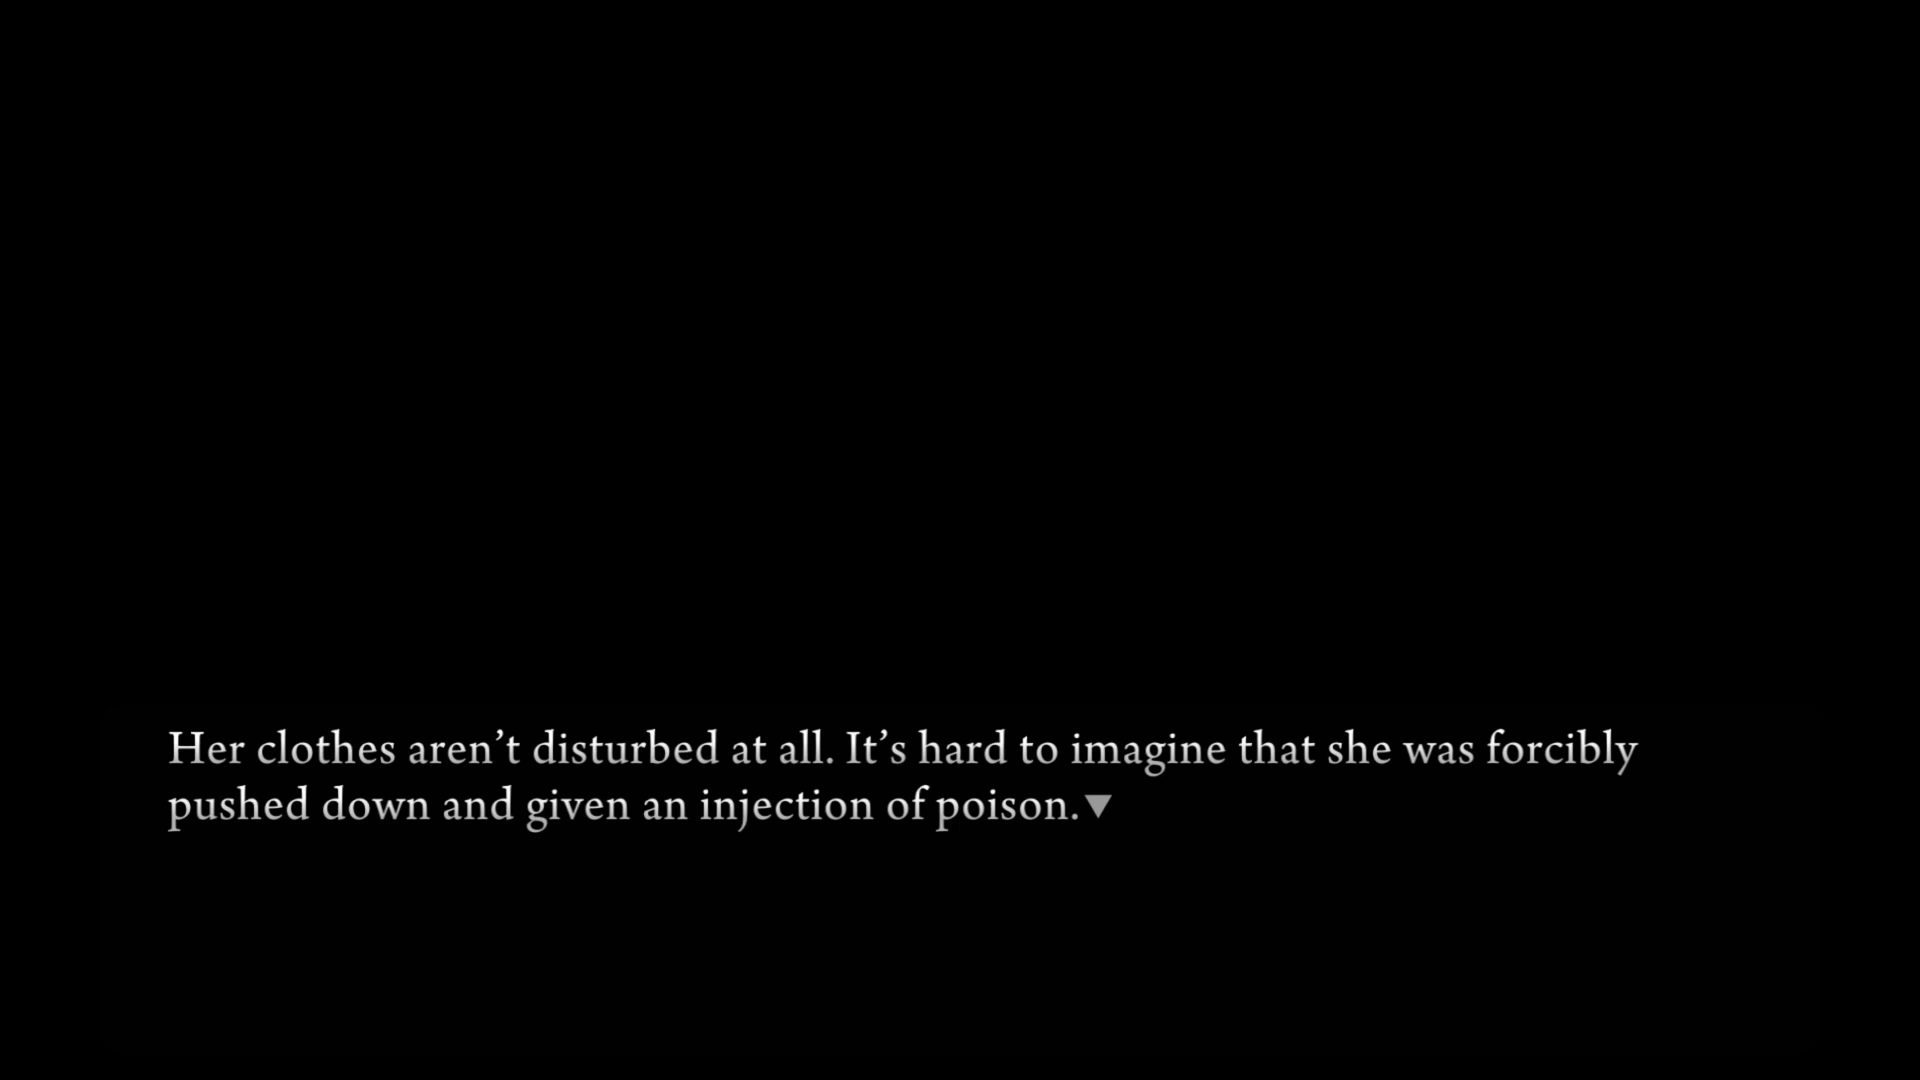 Her clothes aren’t disturbed at all. It’s hard to imagine that she was forcibly
pushed down and given an injection of poison.